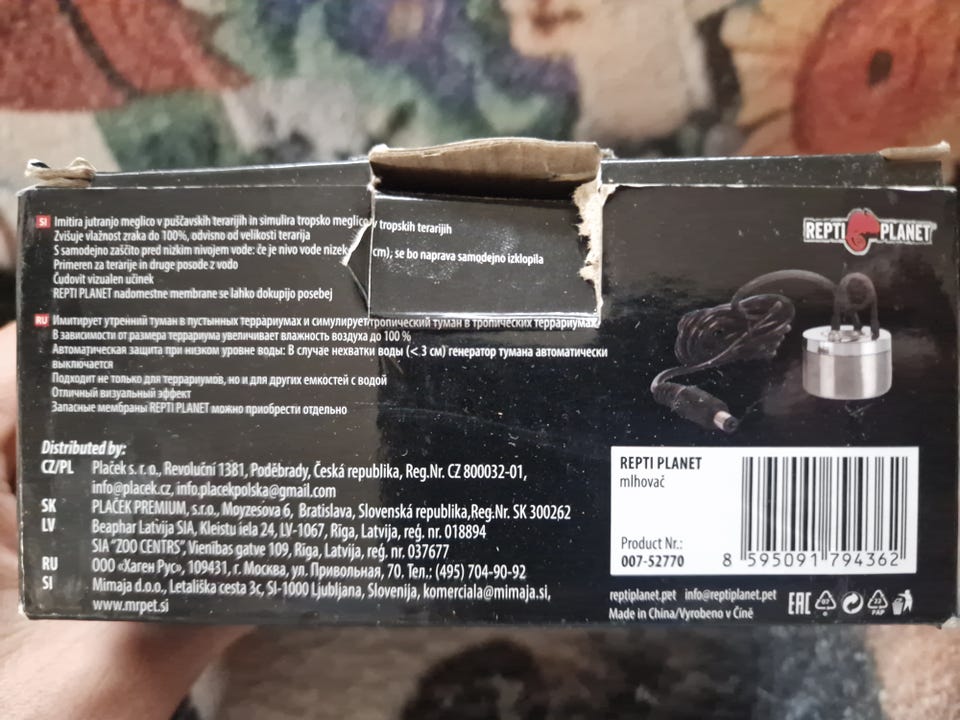 SI Imitira jutranjo meglico v puščavskih terarijih in simulira tropsko meglico v tropskih terarijih
Zvišuje vlažnost zraka do 100%, odvisno od velikosti terarija
S samodejno zaščito pred nizkim nivojem vode: če je nivo vode nizek cm), se bo naprava samodejno izklopila
Primeren za terarije in druge posode z vodo
Čudovit vizualen učinek
REPTI PLANET nadomestne membrane se lahko dokupijo posebej
RU Имитирует утренний туман в пустынных террариумах и симулирует тропический туман в тропических террариумах
В зависимости от размера террариума увеличивает влажность воздуха до 100 %
Автоматическая защита при низком уровне воды: В случае нехватки воды (< 3 см) генератор тумана автоматически
выключается
Подходит не только для террариумов, но и для других емкостей с водой
Отличный визуальный эффект
Запасные мембраны REPTI PLANET можно приобрести отдельно
REPTI PLANET
Distributed by:
CZ/PL Plaček s. r. o., Revoluční 1381, Poděbrady, Česká republika, Reg.Nr. CZ 800032-01,
info@placek.cz, info.placekpolska@gmail.com
SK PLAČEK PREMIUM, s.r.o., Moyzesova 6, Bratislava, Slovenská republika,Reg.Nr. SK 300262
LV Beaphar Latvija SIA, Kleistu iela 24, LV-1067, Rīga, Latvija, reģ. nr. 018894
SIA "ZOO CENTRS", Vienības gatve 109, Riga, Latvija, reģ. nr. 037677
RU ООО «Хаген Рус», 109431, г. Москва, ул. Привольная, 70. Тел.: (495) 704-90-92
SI Mimaja d.o.o., Letališka cesta 3c, SI-1000 Ljubljana, Slovenija, komerciala@mimaja.si,
www.mrpet.si
REPTI PLANET
mlhovač
Product Nr.:
007-52770
8 595091 794362
reptiplanet.pet info@reptiplanet.pet
Made in China/Vyrobeno v Číně
EAC
22
PAP